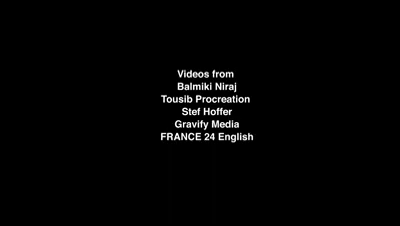 Videos from
Balmiki Niraj
Tousib Procreation
Stef Hoffer
Gravify Media
FRANCE 24 English